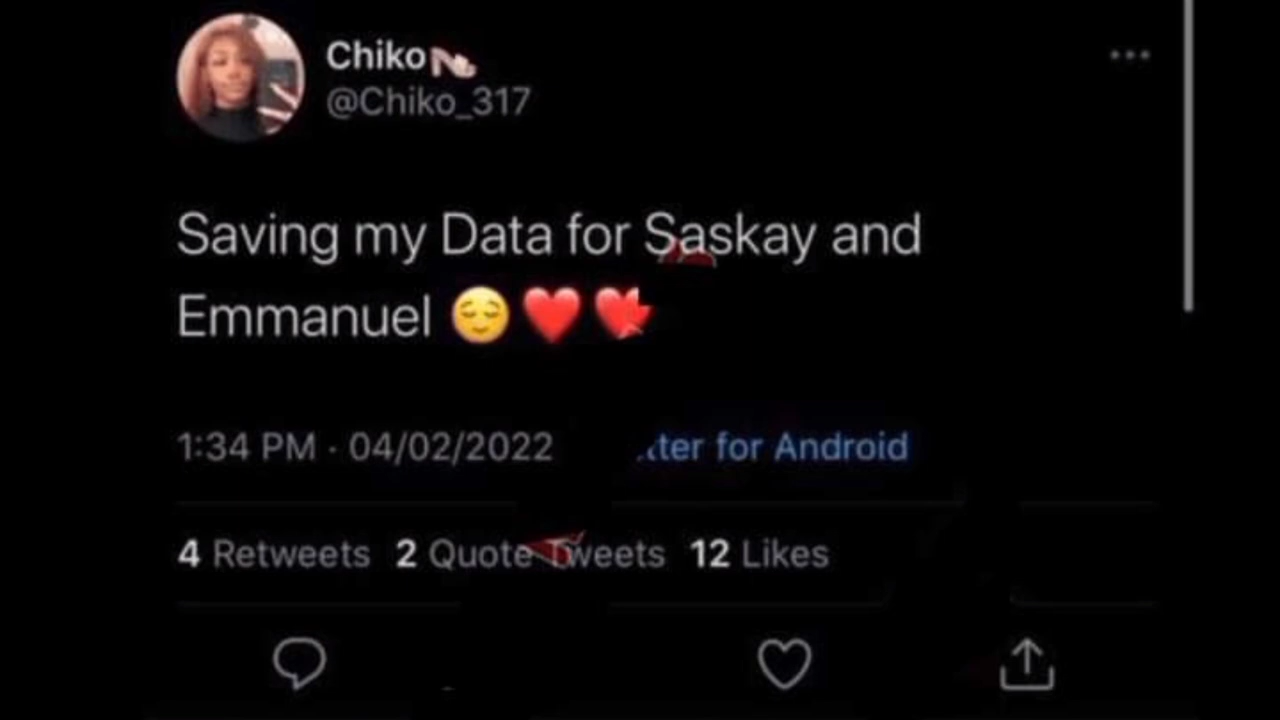 Chiko
@Chiko_317
Saving my Data for Saskay and
Emmanuel 😌❤️❤️
1:34 PM · 04/02/2022 for Android
4 Retweets 2 Quote Tweets 12 Likes